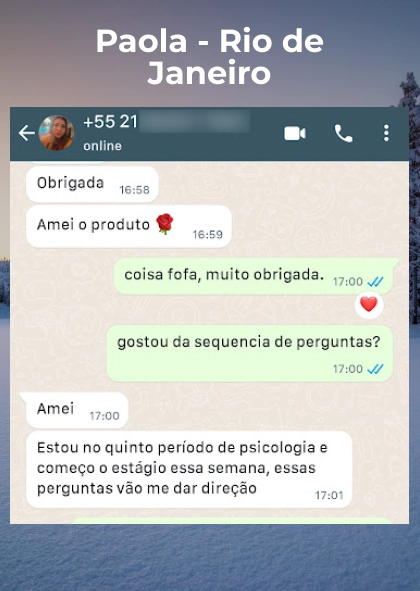 Paola - Rio de
Janeiro
+55 21
online
Obrigada 16:58
Amei o produto 🌹 16:59
coisa fofa, muito obrigada. 17:00
❤️
gostou da sequencia de perguntas?
17:00
Amei 17:00
Estou no quinto período de psicologia e
começo o estágio essa semana, essas
perguntas vão me dar direção 17:01